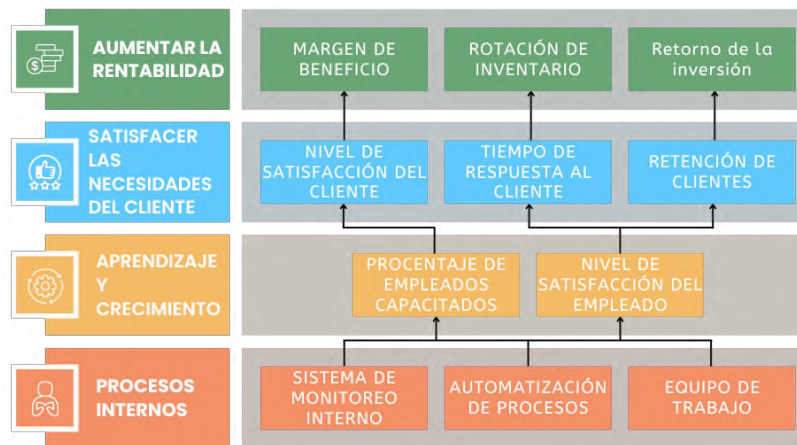 AUMENTAR LA
RENTABILIDAD
MARGEN DE
BENEFICIO
ROTACIÓN DE
INVENTARIO
Retorno de la
inversión
SATISFACER
LAS
NECESIDADES
DEL CLIENTE
NIVEL DE
SATISFACCIÓN DEL
CLIENTE
TIEMPO DE
RESPUESTA AL
CLIENTE
RETENCIÓN DE
CLIENTES
APRENDIZAJE
Y
CRECIMIENTO
PROCENTAJE DE
EMPLEADOS
CAPACITADOS
NIVEL DE
SATISFACCIÓN DEL
EMPLEADO
PROCESOS
INTERNOS
SISTEMA DE
MONITOREO
INTERNO
AUTOMATIZACIÓN
DE PROCESOS
EQUIPO DE
TRABAJO